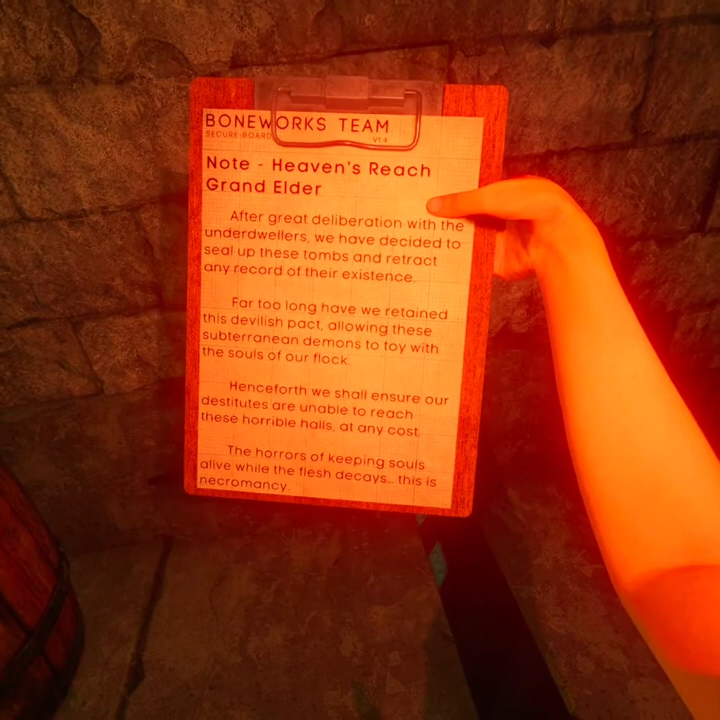 BONEWORKS TEAM
SECURE:BOARD V1.4
Note - Heaven's Reach
Grand Elder
After great deliberation with the
underdwellers, we have decided to
seal up these tombs and retract
any record of their existence.
Far too long have we retained
this devilish pact, allowing these
subterranean demons to toy with
the souls of our flock.
Henceforth we shall ensure our
destitutes are unable to reach
these horrible halls, at any cost.
The horrors of keeping souls
alive while the flesh decays... this is
necromancy.